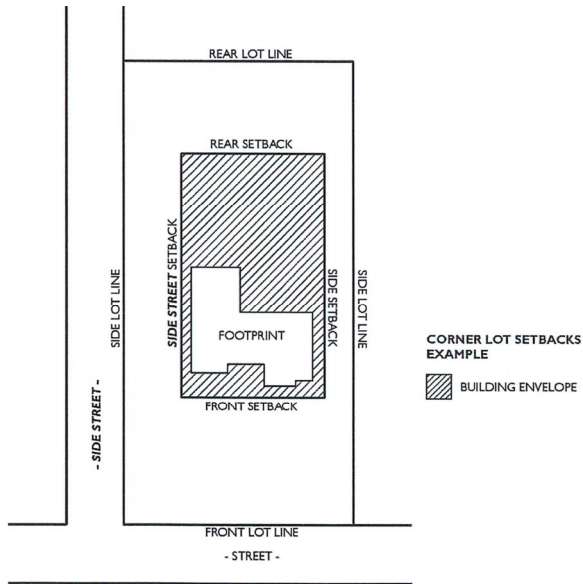 REAR LOT LINE
REAR SETBACK
SIDE LOT LINE
SIDE STREET SETBACK
SIDE SETBACK
SIDE LOT LINE
FOOTPRINT
CORNER LOT SETBACKS
EXAMPLE
BUILDING ENVELOPE
FRONT SETBACK
- SIDE STREET -
FRONT LOT LINE
- STREET -